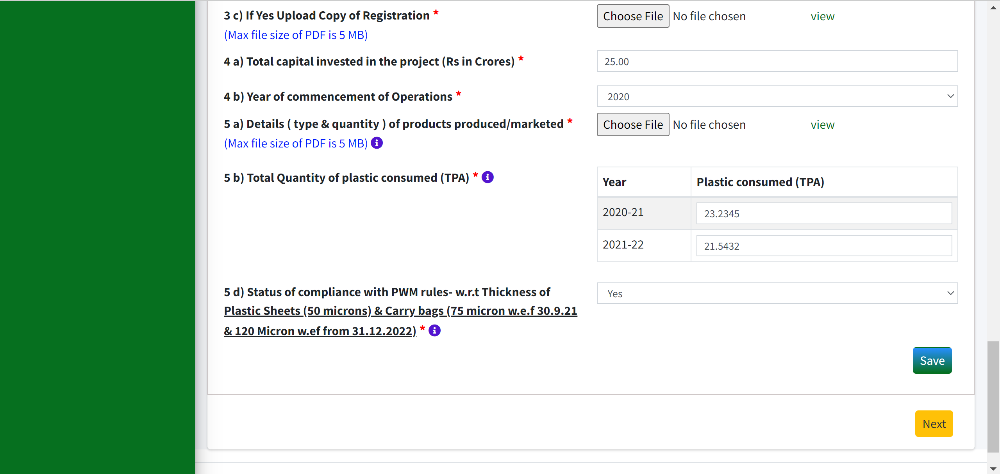 3 c) If Yes Upload Copy of Registration *
Choose File No file chosen view
(Max file size of PDF is 5 MB)
4 a) Total capital invested in the project (Rs in Crores) *
25.00
4 b) Year of commencement of Operations *
2020
5 a) Details ( type & quantity ) of products produced/marketed *
Choose File No file chosen view
(Max file size of PDF is 5 MB)
5 b) Total Quantity of plastic consumed (TPA) *
Year Plastic consumed (TPA)
2020-21 23.2345
2021-22 21.5432
5 d) Status of compliance with PWM rules- w.r.t Thickness of
Plastic Sheets (50 microns) & Carry bags (75 micron w.e.f 30.9.21
& 120 Micron w.ef from 31.12.2022) *
Yes
Save
Next